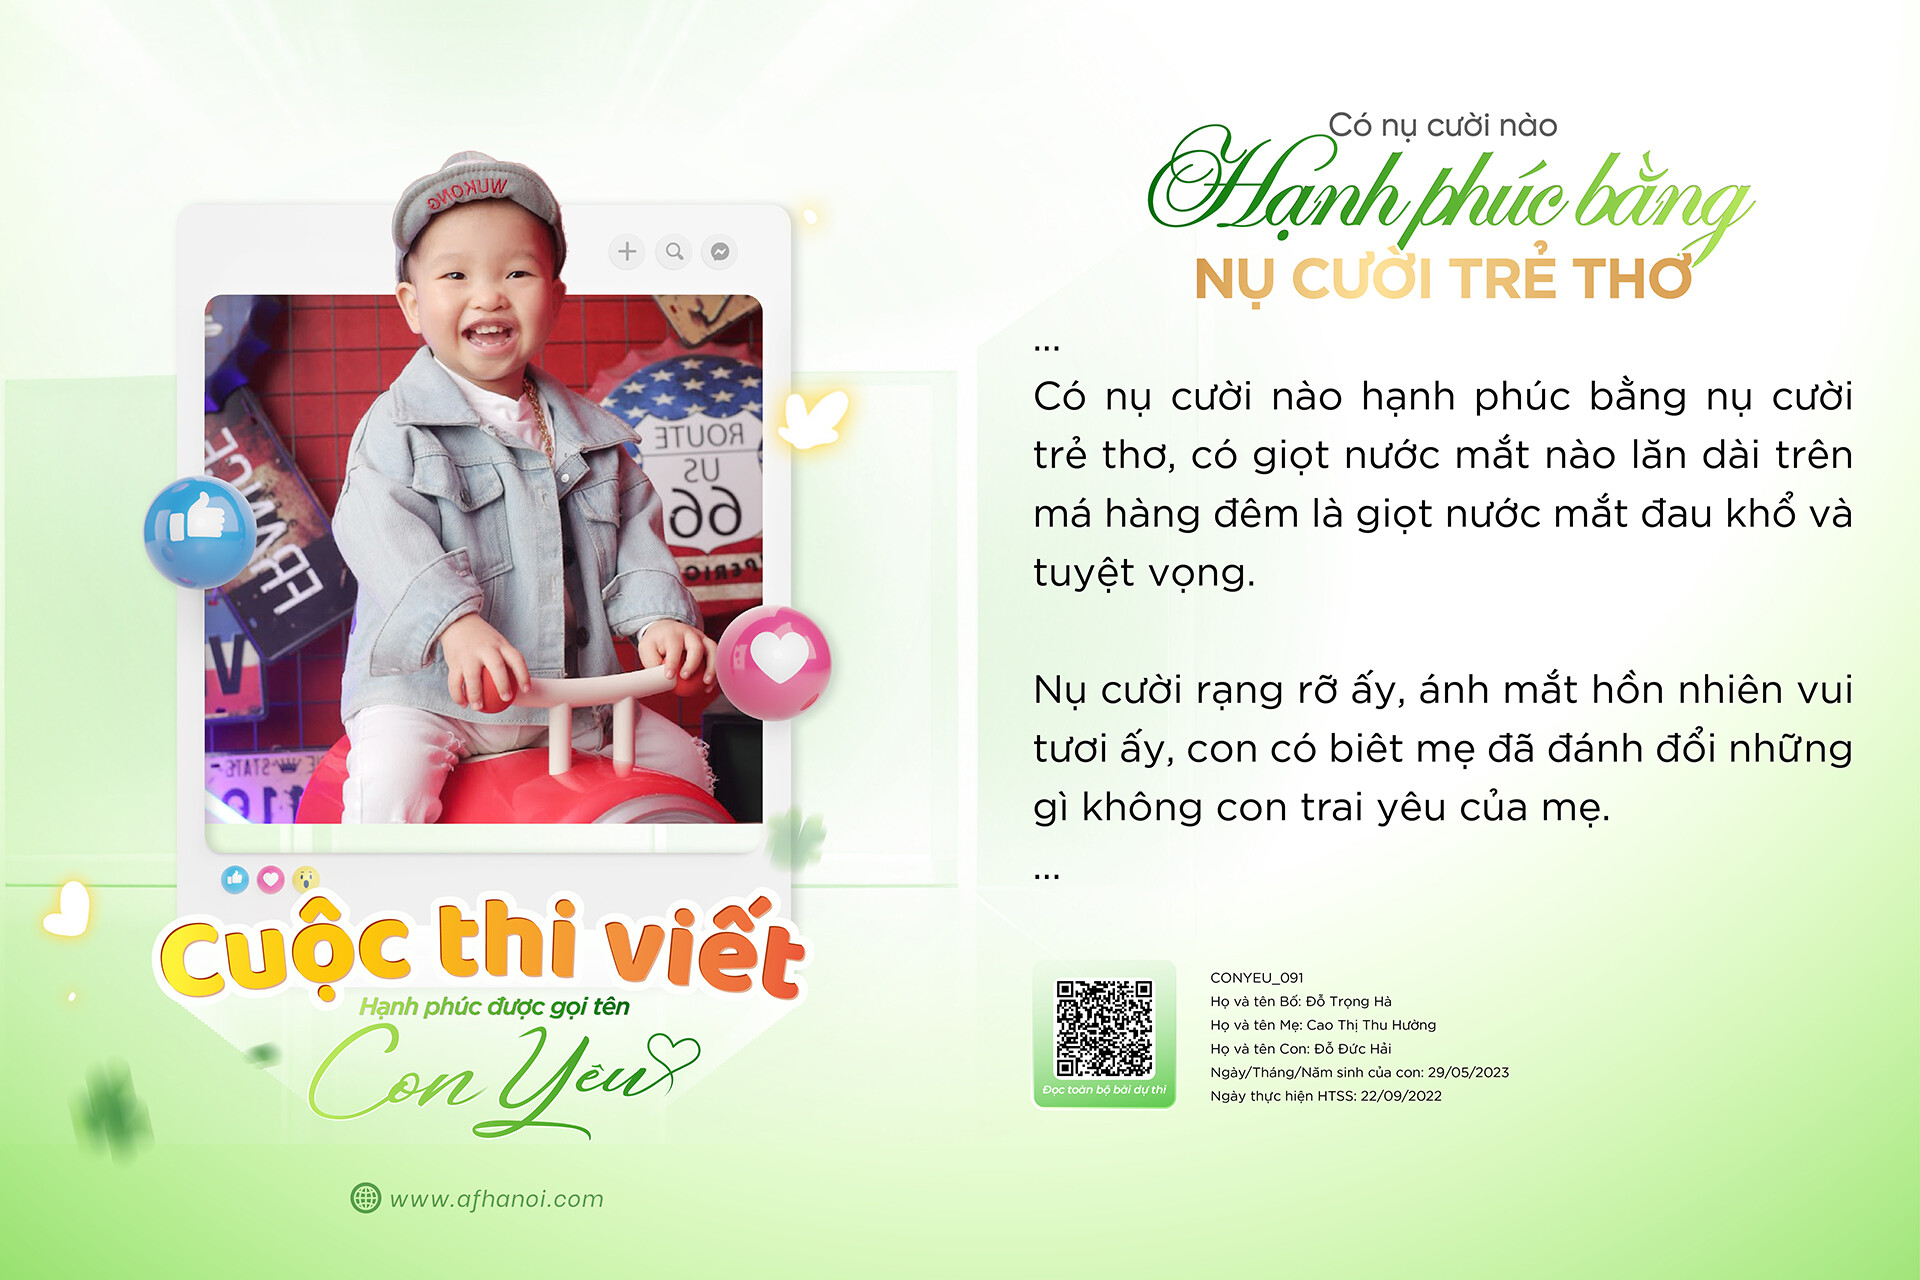 WUKONG
ROUTE
US
66
Cuộc thi viết
Hạnh phúc được gọi tên
Con Yêu
www.afhanoi.com
Có nụ cười nào
Hạnh phúc bằng
NỤ CƯỜI TRẺ THƠ
...
Có nụ cười nào hạnh phúc bằng nụ cười
trẻ thơ, có giọt nước mắt nào lăn dài trên
má hàng đêm là giọt nước mắt đau khổ và
tuyệt vọng.
Nụ cười rạng rỡ ấy, ánh mắt hồn nhiên vui
tươi ấy, con có biêt mẹ đã đánh đổi những
gì không con trai yêu của mẹ.
...
Đọc toàn bộ bài dự thi
CONYEU_091
Họ và tên Bố: Đỗ Trọng Hà
Họ và tên Mẹ: Cao Thị Thu Hường
Họ và tên Con: Đỗ Đức Hải
Ngày/Tháng/Năm sinh của con: 29/05/2023
Ngày thực hiện HTSS: 22/09/2022